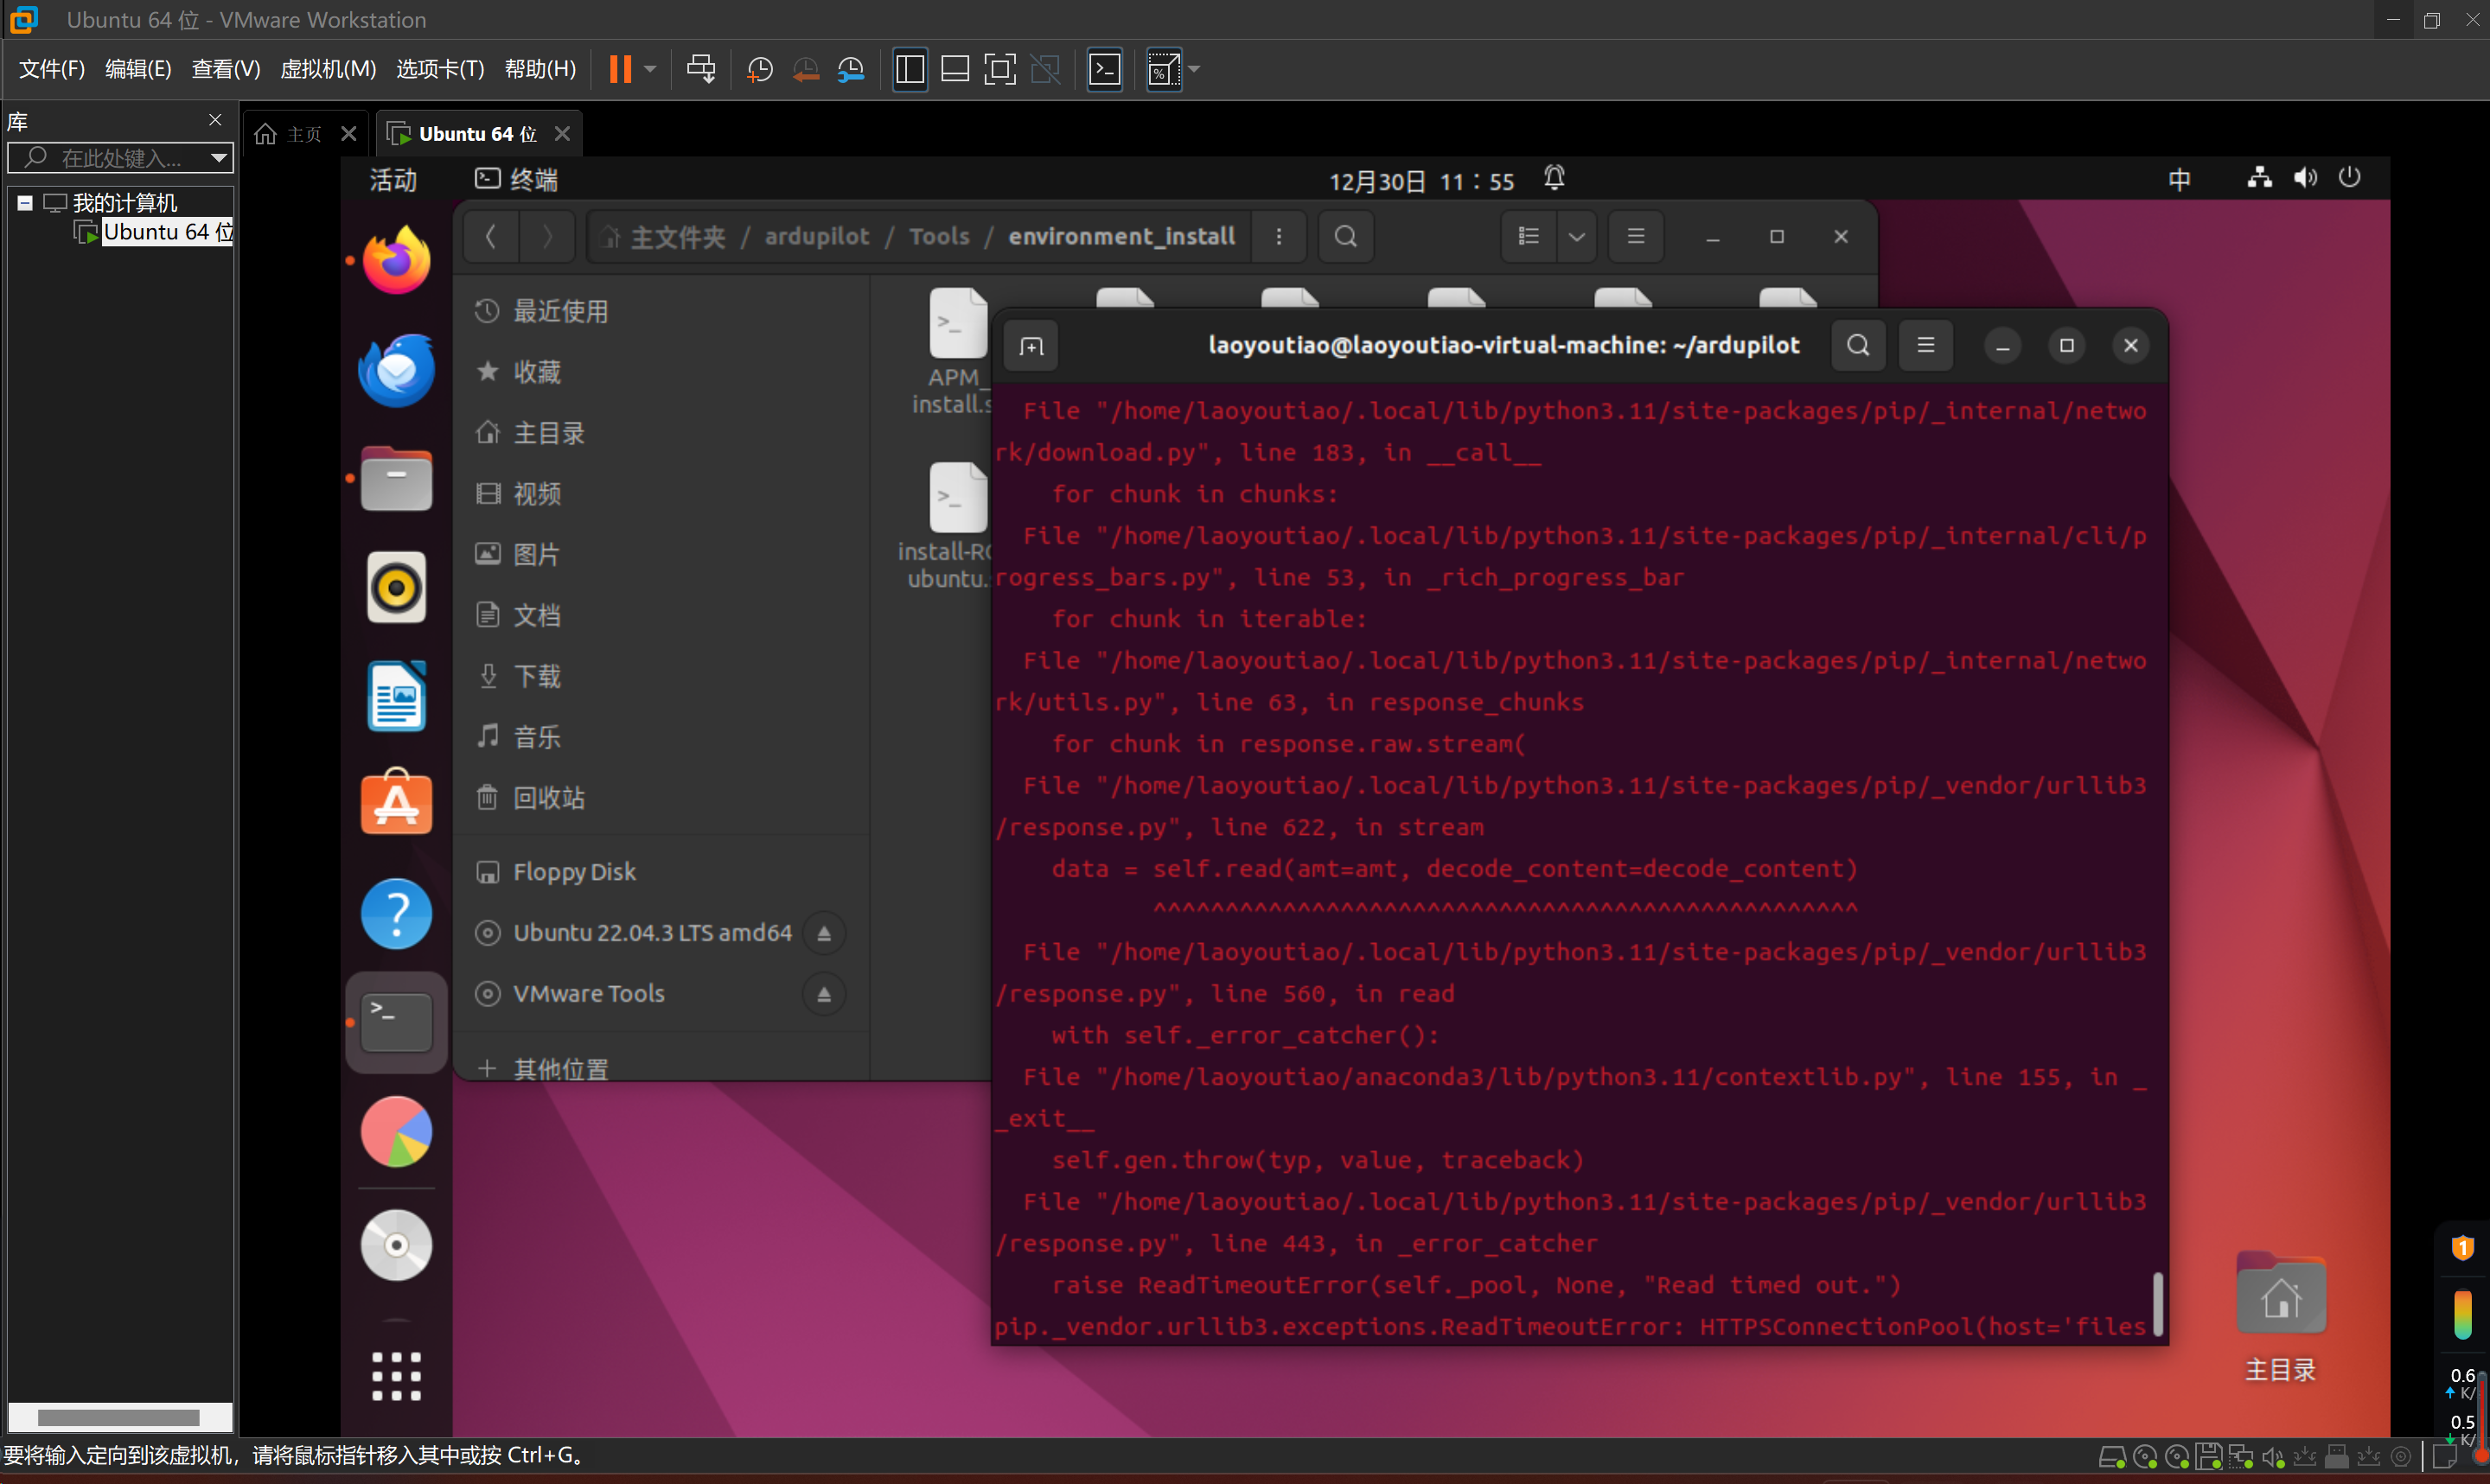 Ubuntu 64 位 - VMware Workstation
文件(F) 编辑(E) 查看(V) 虚拟机(M) 选项卡(T) 帮助(H)
库
在此处键入...
我的计算机
Ubuntu 64 位
主页
Ubuntu 64 位
活动
终端
12月30日 11：55
中
主文件夹 / ardupilot / Tools / environment_install
最近使用
收藏
主目录
视频
图片
文档
下载
音乐
回收站
Floppy Disk
Ubuntu 22.04.3 LTS amd64
VMware Tools
其他位置
APM_
install.s
install-RO
ubuntu.
laoyoutiao@laoyoutiao-virtual-machine: ~/ardupilot
File "/home/laoyoutiao/.local/lib/python3.11/site-packages/pip/_internal/netwo
rk/download.py", line 183, in __call__
for chunk in chunks:
File "/home/laoyoutiao/.local/lib/python3.11/site-packages/pip/_internal/cli/p
rogress_bars.py", line 53, in _rich_progress_bar
for chunk in iterable:
File "/home/laoyoutiao/.local/lib/python3.11/site-packages/pip/_internal/netwo
rk/utils.py", line 63, in response_chunks
for chunk in response.raw.stream(
File "/home/laoyoutiao/.local/lib/python3.11/site-packages/pip/_vendor/urllib3
/response.py", line 622, in stream
data = self.read(amt=amt, decode_content=decode_content)
^^^^^^^^^^^^^^^^^^^^^^^^^^^^^^^^^^^^^^^^^^^^^^^^^
File "/home/laoyoutiao/.local/lib/python3.11/site-packages/pip/_vendor/urllib3
/response.py", line 560, in read
with self._error_catcher():
File "/home/laoyoutiao/anaconda3/lib/python3.11/contextlib.py", line 155, in _
_exit__
self.gen.throw(typ, value, traceback)
File "/home/laoyoutiao/.local/lib/python3.11/site-packages/pip/_vendor/urllib3
/response.py", line 443, in _error_catcher
raise ReadTimeoutError(self._pool, None, "Read timed out.")
pip._vendor.urllib3.exceptions.ReadTimeoutError: HTTPSConnectionPool(host='files
主目录
1
0.6
K/
0.5
K/
要将输入定向到该虚拟机，请将鼠标指针移入其中或按 Ctrl+G。